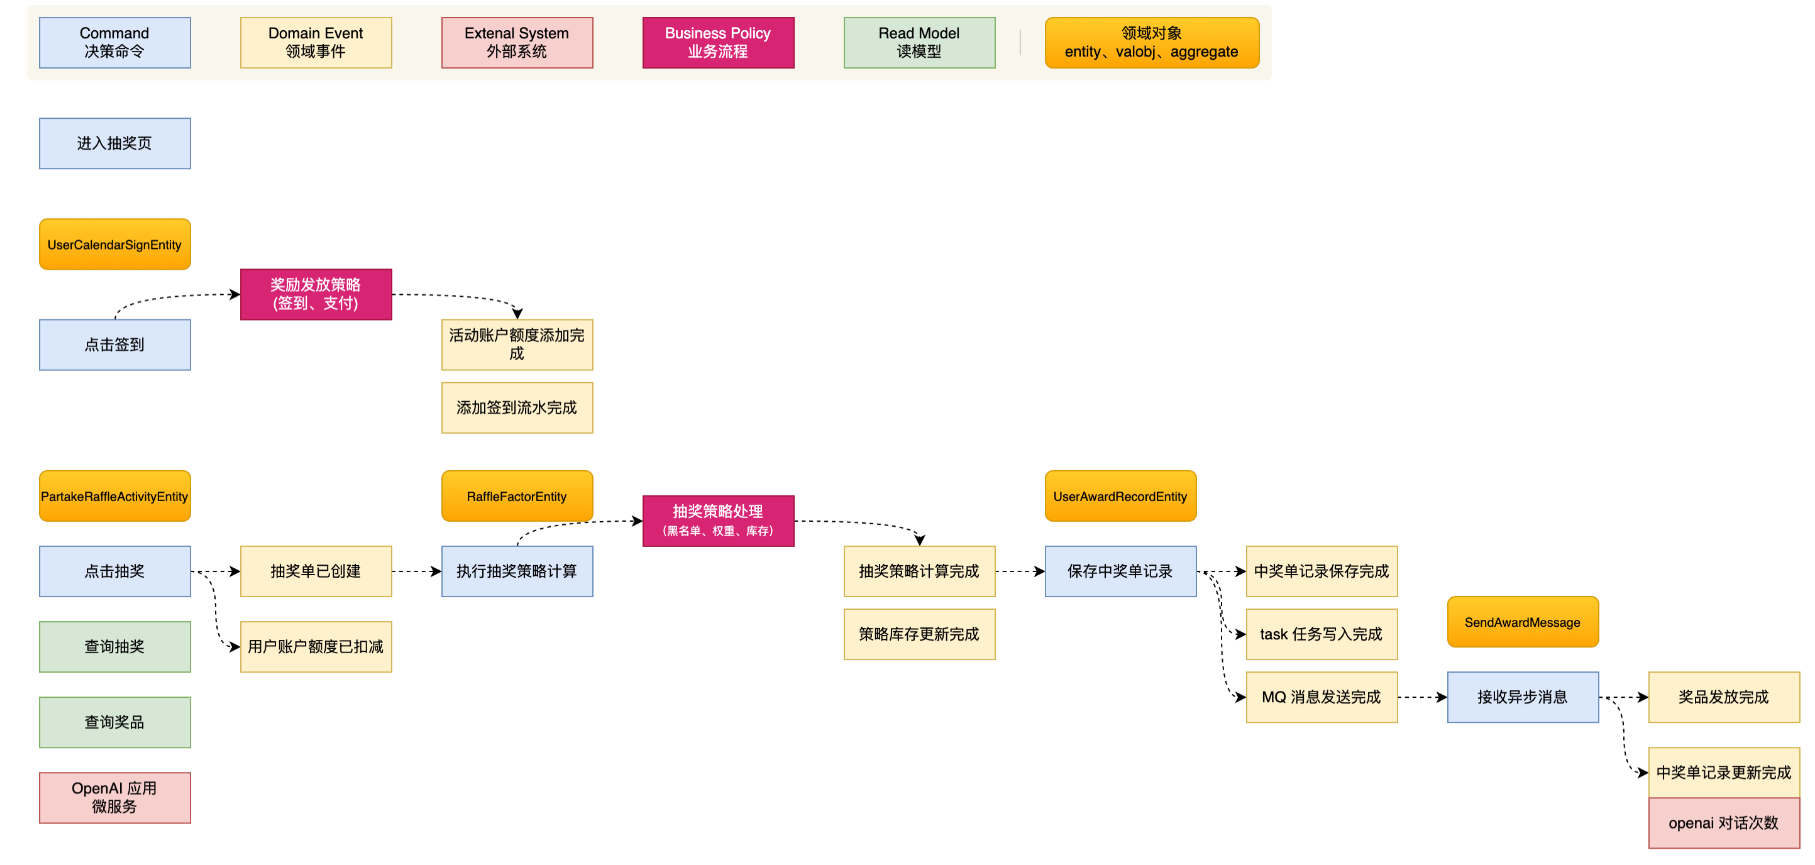 Command
决策命令
Domain Event
领域事件
Extenal System
外部系统
Business Policy
业务流程
Read Model
读模型
领域对象
entity、valobj、aggregate
进入抽奖页
UserCalendarSignEntity
奖励发放策略
(签到、支付)
点击签到
活动账户额度添加完
成
添加签到流水完成
PartakeRaffleActivityEntity
RaffleFactorEntity
抽奖策略处理
(黑名单、权重、库存)
UserAwardRecordEntity
点击抽奖
抽奖单已创建
执行抽奖策略计算
抽奖策略计算完成
保存中奖单记录
中奖单记录保存完成
查询抽奖
用户账户额度已扣减
策略库存更新完成
task 任务写入完成
SendAwardMessage
查询奖品
MQ 消息发送完成
接收异步消息
奖品发放完成
OpenAI 应用
微服务
中奖单记录更新完成
openai 对话次数